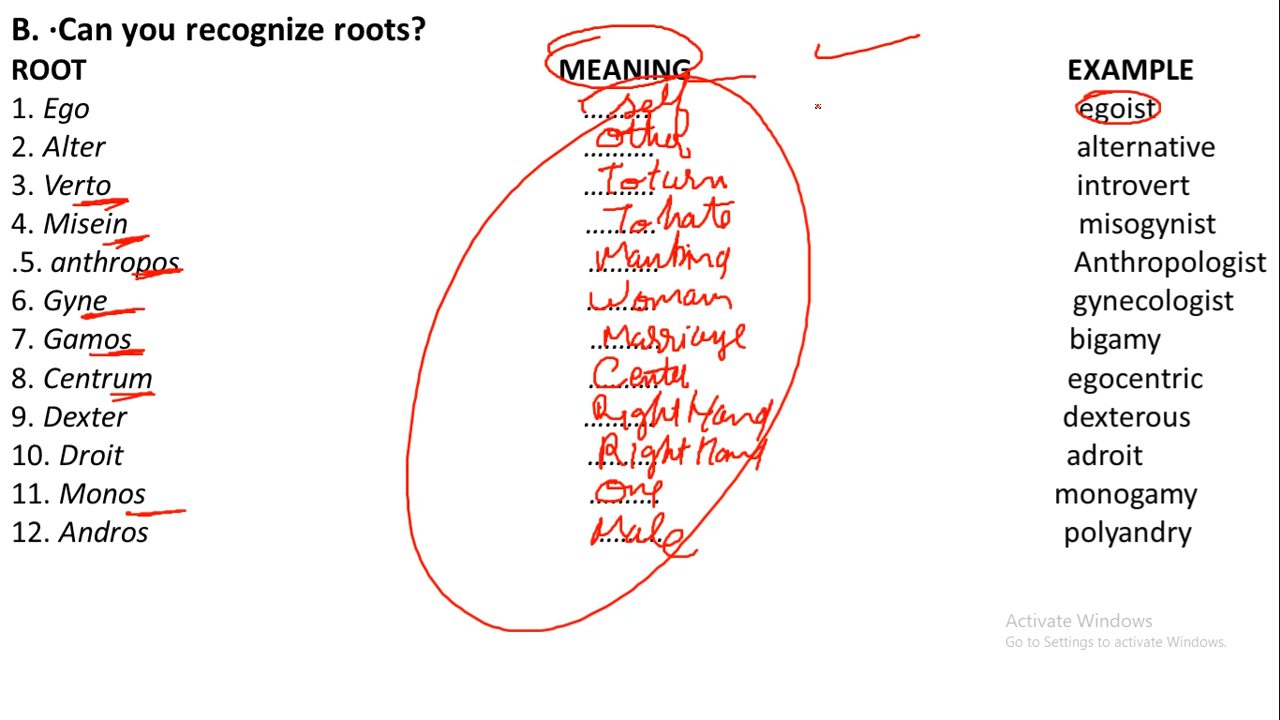 B. ·Can you recognize roots?
ROOT MEANING EXAMPLE
1. Ego self egoist
2. Alter Other alternative
3. Verto To turn introvert
4. Misein To hate misogynist
.5. anthropos Mankind Anthropologist
6. Gyne Woman gynecologist
7. Gamos Marriage bigamy
8. Centrum Center egocentric
9. Dexter Right Hand dexterous
10. Droit Right Hand adroit
11. Monos One monogamy
12. Andros Male polyandry
Activate Windows
Go to Settings to activate Windows.